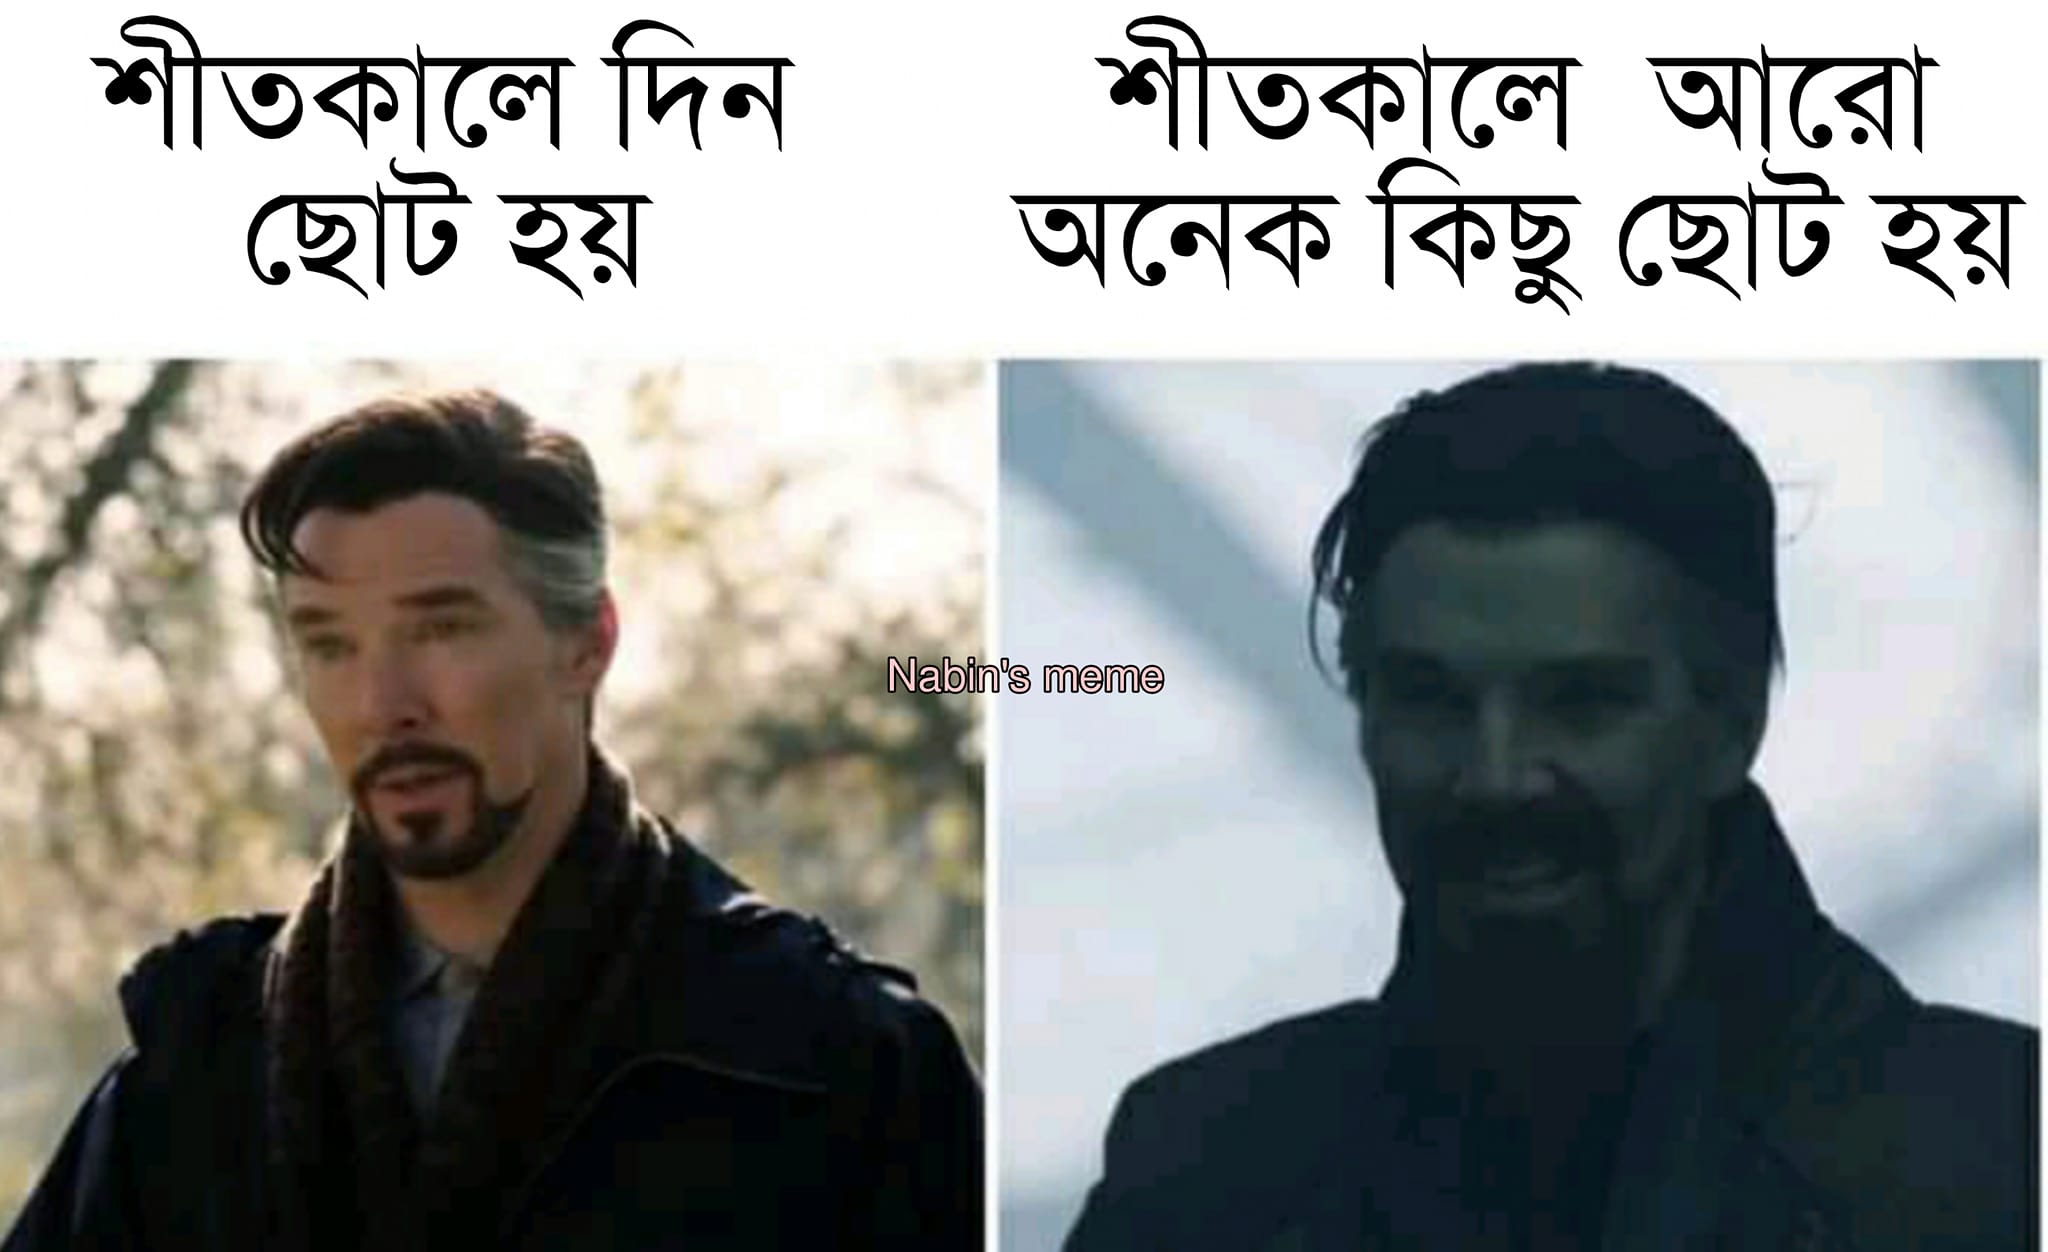 শীতকালে দিন
ছোট হয়
শীতকালে আরো
অনেক কিছু ছোট হয়
Nabin's meme